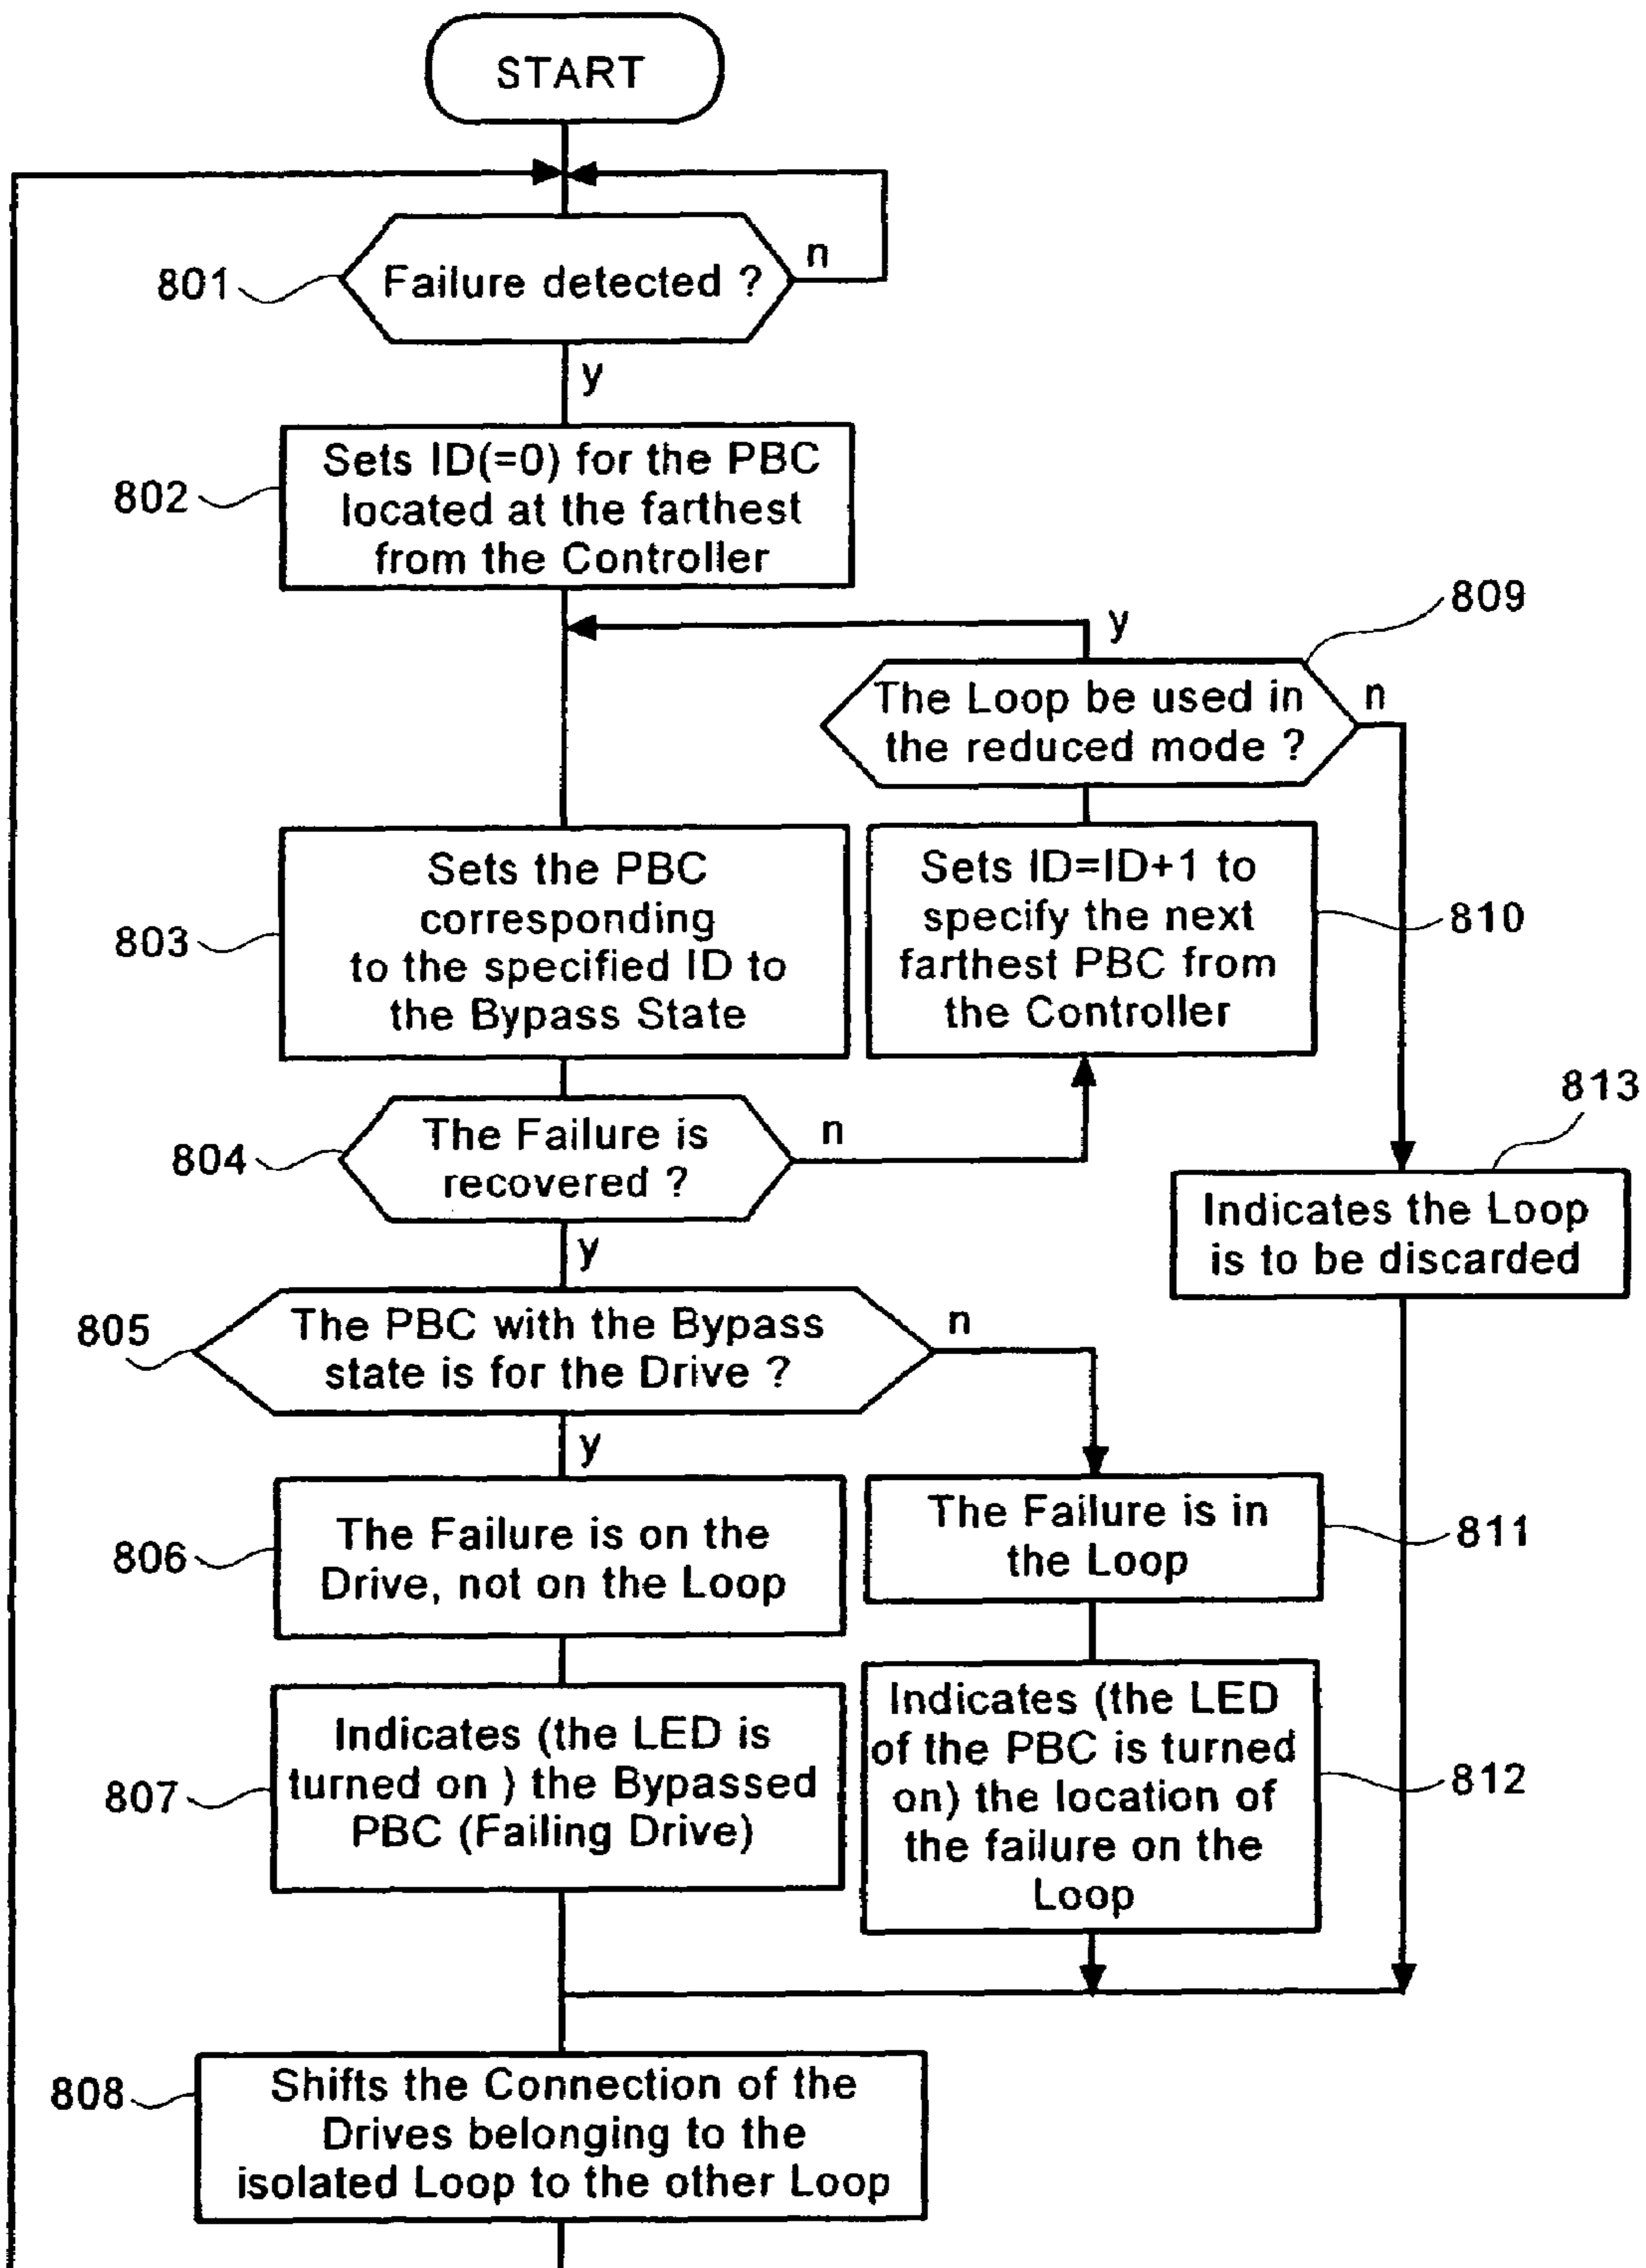 START
n
801
Failure detected ?
y
802
Sets ID(=0) for the PBC
located at the farthest
from the Controller
809
y
The Loop be used in
the reduced mode ?
n
803
Sets the PBC
corresponding
to the specified ID to
the Bypass State
Sets ID=ID+1 to
specify the next
farthest PBC from
the Controller
810
804
The Failure is
recovered ?
n
813
Indicates the Loop
is to be discarded
y
805
The PBC with the Bypass
state is for the Drive ?
n
y
806
The Failure is on the
Drive, not on the Loop
The Failure is in
the Loop
811
807
Indicates (the LED is
turned on ) the Bypassed
PBC (Failing Drive)
Indicates (the LED
of the PBC is turned
on) the location of
the failure on the
Loop
812
808
Shifts the Connection of the
Drives belonging to the
isolated Loop to the other Loop